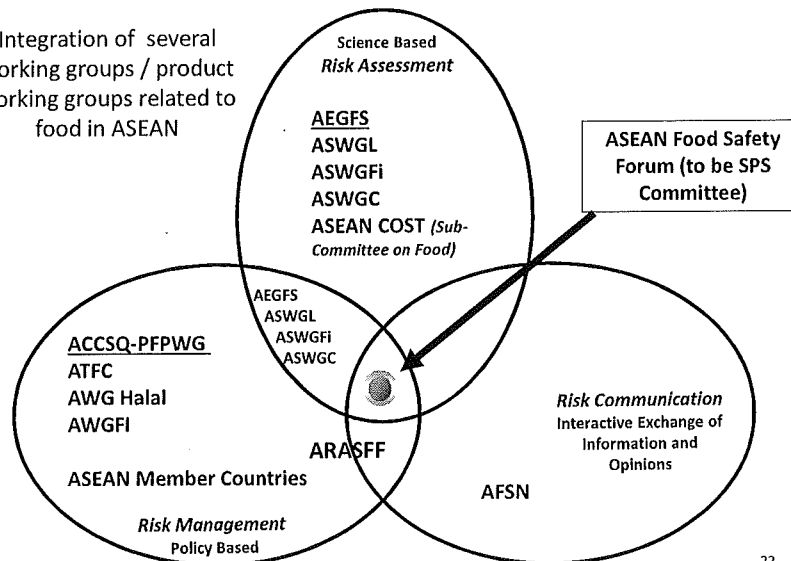 Integration of several
orking groups / product
orking groups related to
food in ASEAN
Science Based
Risk Assessment
AEGFS
ASWGL
ASWGFi
ASWGC
ASEAN COST (Sub-
Committee on Food)
ASEAN Food Safety
Forum (to be SPS
Committee)
AEGFS
ASWGL
ASWGFi
ASWGC
ACCSQ-PFPWG
ATFC
AWG Halal
AWGFI
ARASFF
ASEAN Member Countries
Risk Management
Policy Based
Risk Communication
Interactive Exchange of
Information and
Opinions
AFSN